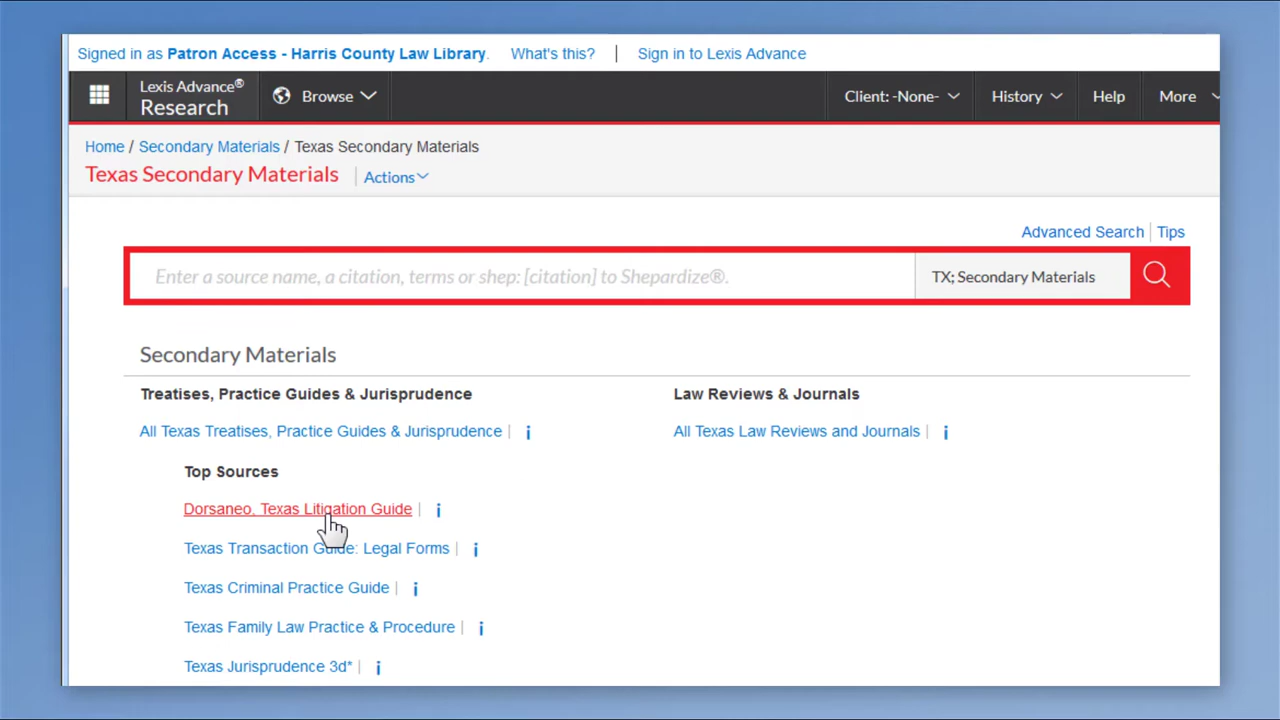 Signed in as Patron Access - Harris County Law Library. What's this? | Sign in to Lexis Advance
Lexis Advance®
Research
Browse
Client: -None-
History
Help
More
Home / Secondary Materials / Texas Secondary Materials
Texas Secondary Materials | Actions
Advanced Search | Tips
Enter a source name, a citation, terms or shep: [citation] to Shepardize®.
TX; Secondary Materials
Secondary Materials
Treatises, Practice Guides & Jurisprudence
All Texas Treatises, Practice Guides & Jurisprudence | i
Top Sources
Dorsaneo, Texas Litigation Guide | i
Texas Transaction Guide: Legal Forms | i
Texas Criminal Practice Guide | i
Texas Family Law Practice & Procedure | i
Texas Jurisprudence 3d* | i
Law Reviews & Journals
All Texas Law Reviews and Journals | i